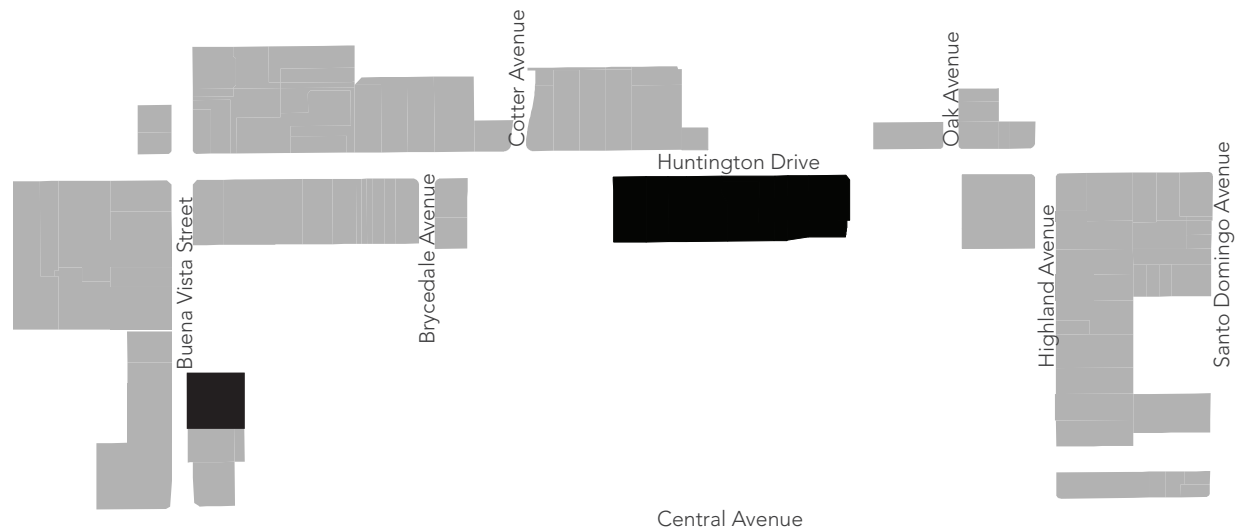 Cotter Avenue
Oak Avenue
Huntington Drive
Buena Vista Street
Brycedale Avenue
Highland Avenue
Santo Domingo Avenue
Central Avenue